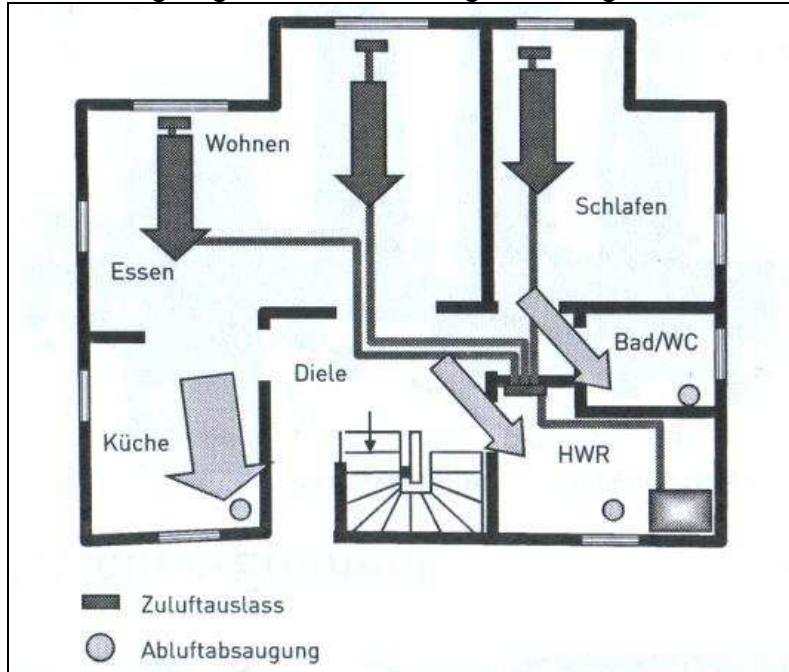 Wohnen
Schlafen
Essen
Bad/WC
Diele
Küche
HWR
Zuluftauslass
Abluftabsaugung